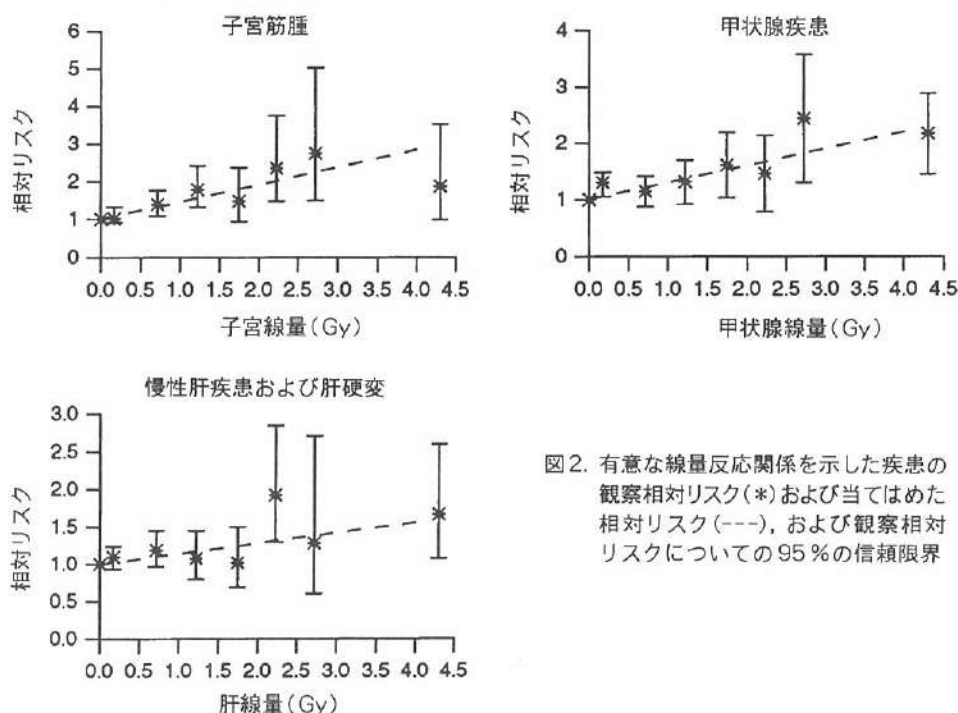 子宮筋腫
6
5
4
3
2
1
0
相対リスク
0.0 0.5 1.0 1.5 2.0 2.5 3.0 3.5 4.0 4.5
子宮線量(Gy)
甲状腺疾患
4
3
2
1
0
相対リスク
0.0 0.5 1.0 1.5 2.0 2.5 3.0 3.5 4.0 4.5
甲状腺線量(Gy)
慢性肝疾患および肝硬変
3.0
2.5
2.0
1.5
1.0
0.5
0.0
相対リスク
0.0 0.5 1.0 1.5 2.0 2.5 3.0 3.5 4.0 4.5
肝線量(Gy)
図2. 有意な線量反応関係を示した疾患の
観察相対リスク(*)および当てはめた
相対リスク(---), および観察相対
リスクについての95%の信頼限界